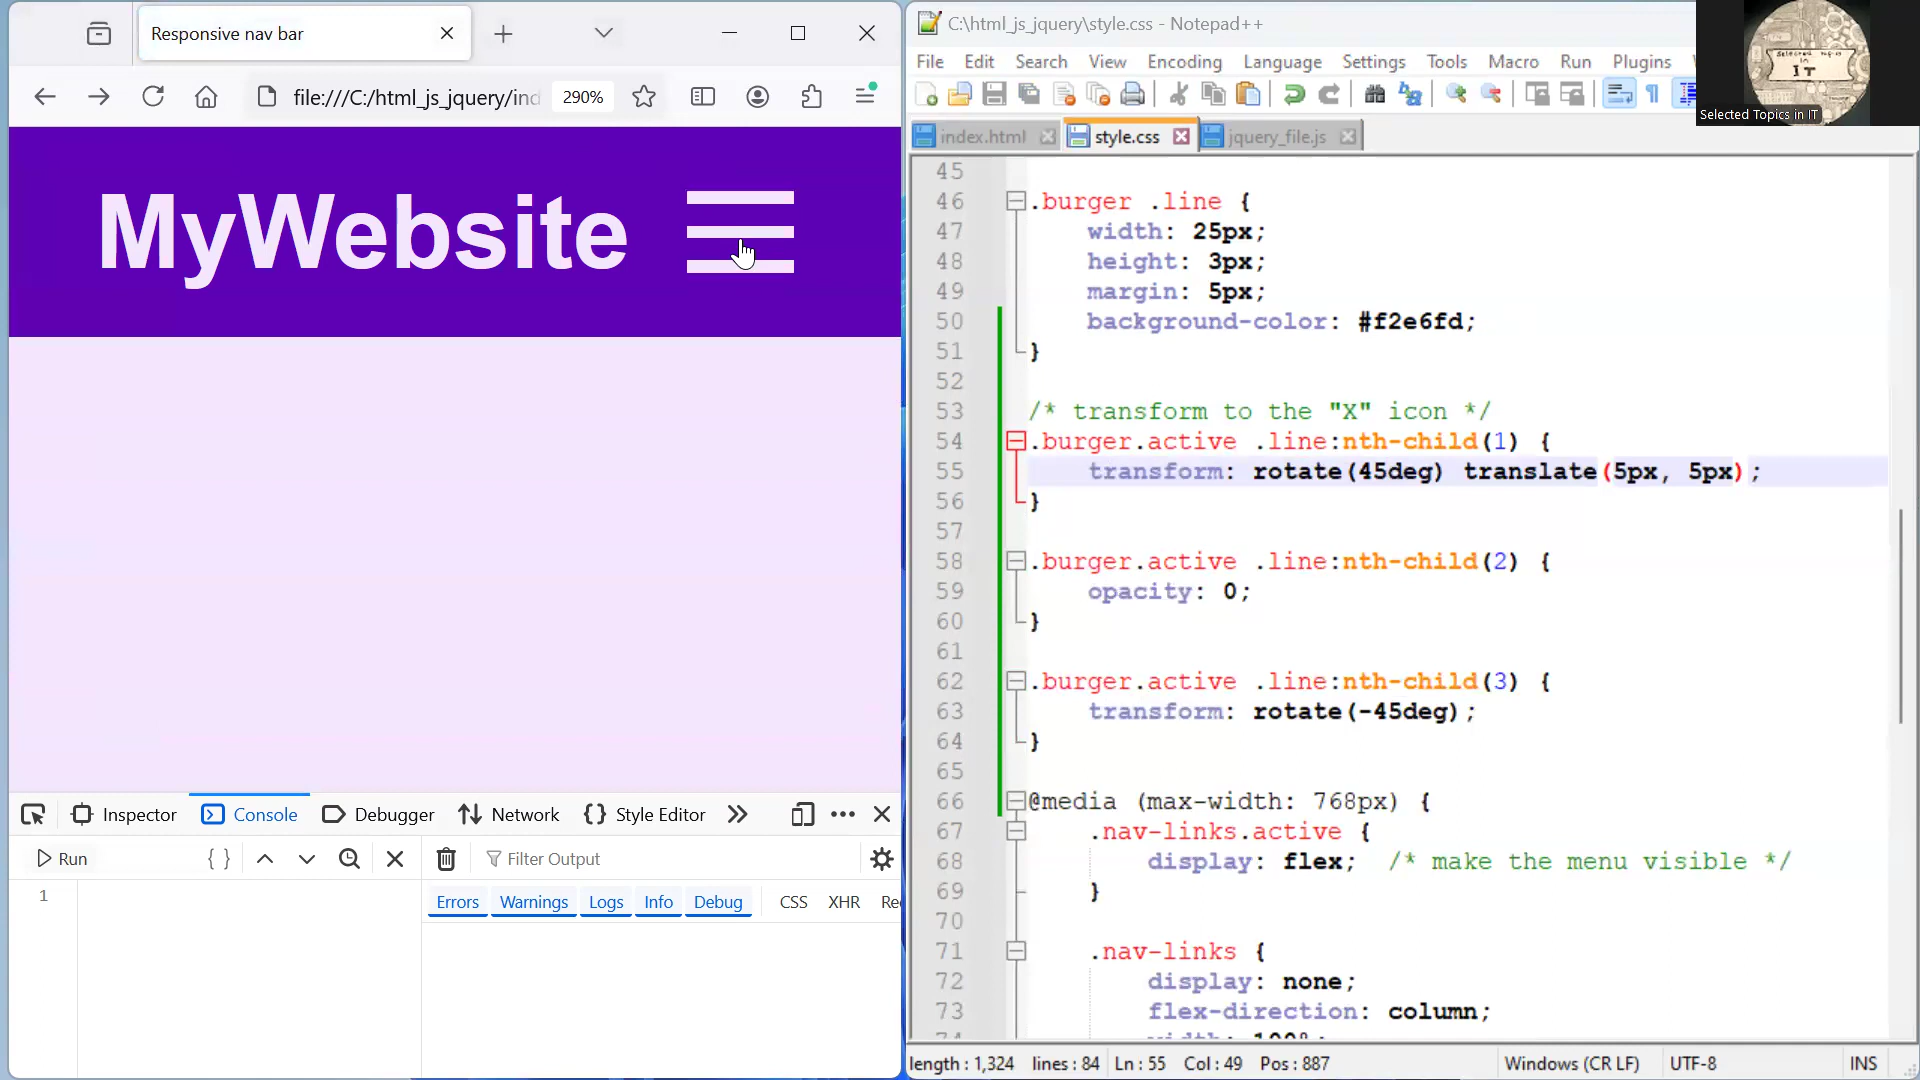 Responsive nav bar
file:///C:/html_js_jquery/ind
290%
MyWebsite
Inspector
Console
Debugger
Network
Style Editor
Run
Filter Output
1
Errors
Warnings
Logs
Info
Debug
CSS
XHR
Re
C:\html_js_jquery\style.css - Notepad++
File Edit Search View Encoding Language Settings Tools Macro Run Plugins
Selected Topics in IT
index.html
style.css
jquery_file.js
45
46 .burger .line {
47 width: 25px;
48 height: 3px;
49 margin: 5px;
50 background-color: #f2e6fd;
51 }
52
53 /* transform to the "X" icon */
54 .burger.active .line:nth-child(1) {
55 transform: rotate(45deg) translate(5px, 5px);
56 }
57
58 .burger.active .line:nth-child(2) {
59 opacity: 0;
60 }
61
62 .burger.active .line:nth-child(3) {
63 transform: rotate(-45deg);
64 }
65
66 @media (max-width: 768px) {
67 .nav-links.active {
68 display: flex; /* make the menu visible */
69 }
70
71 .nav-links {
72 display: none;
73 flex-direction: column;
length : 1,324 lines : 84 Ln : 55 Col : 49 Pos : 887 Windows (CR LF) UTF-8 INS